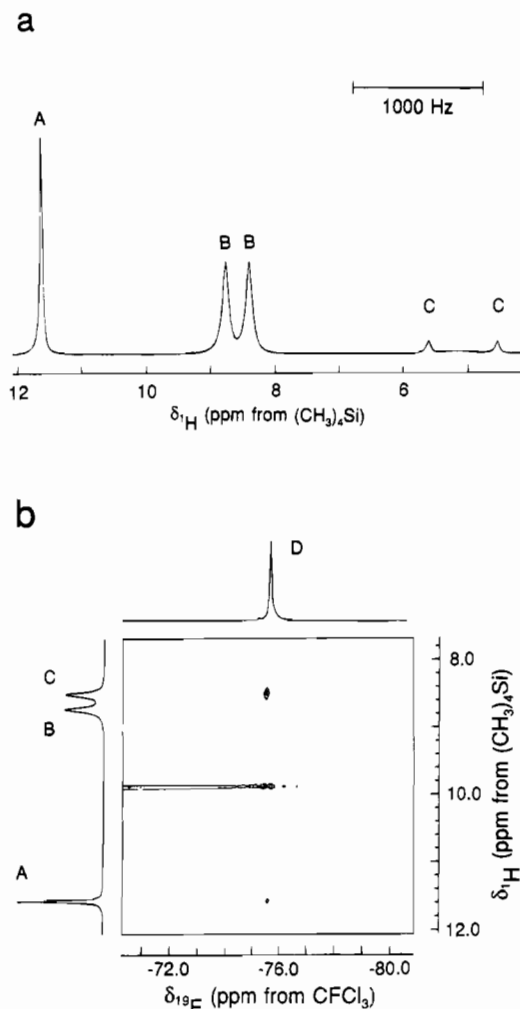 a
1000 Hz
A
B B
C C
12 10 8 6
δ₁H (ppm from (CH₃)₄Si)
b
D
C
B
A
8.0
10.0
12.0
δ₁H (ppm from (CH₃)₄Si)
-72.0 -76.0 -80.0
δ₁₉F (ppm from CFCl₃)